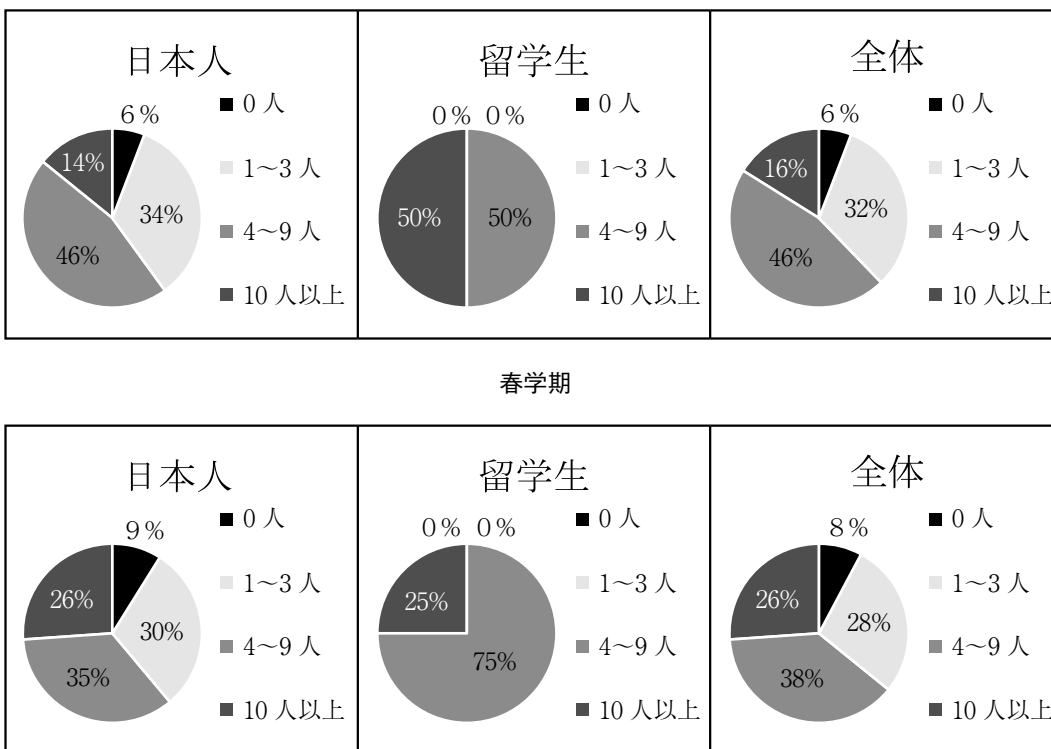 日本人
6%
0人
1～3人
4～9人
10人以上
14%
34%
46%
留学生
0% 0%
0人
1～3人
4～9人
10人以上
50%
50%
全体
6%
0人
1～3人
4～9人
10人以上
16%
32%
46%
春学期
日本人
9%
0人
1～3人
4～9人
10人以上
26%
30%
35%
留学生
0% 0%
0人
1～3人
4～9人
10人以上
25%
75%
全体
8%
0人
1～3人
4～9人
10人以上
26%
28%
38%